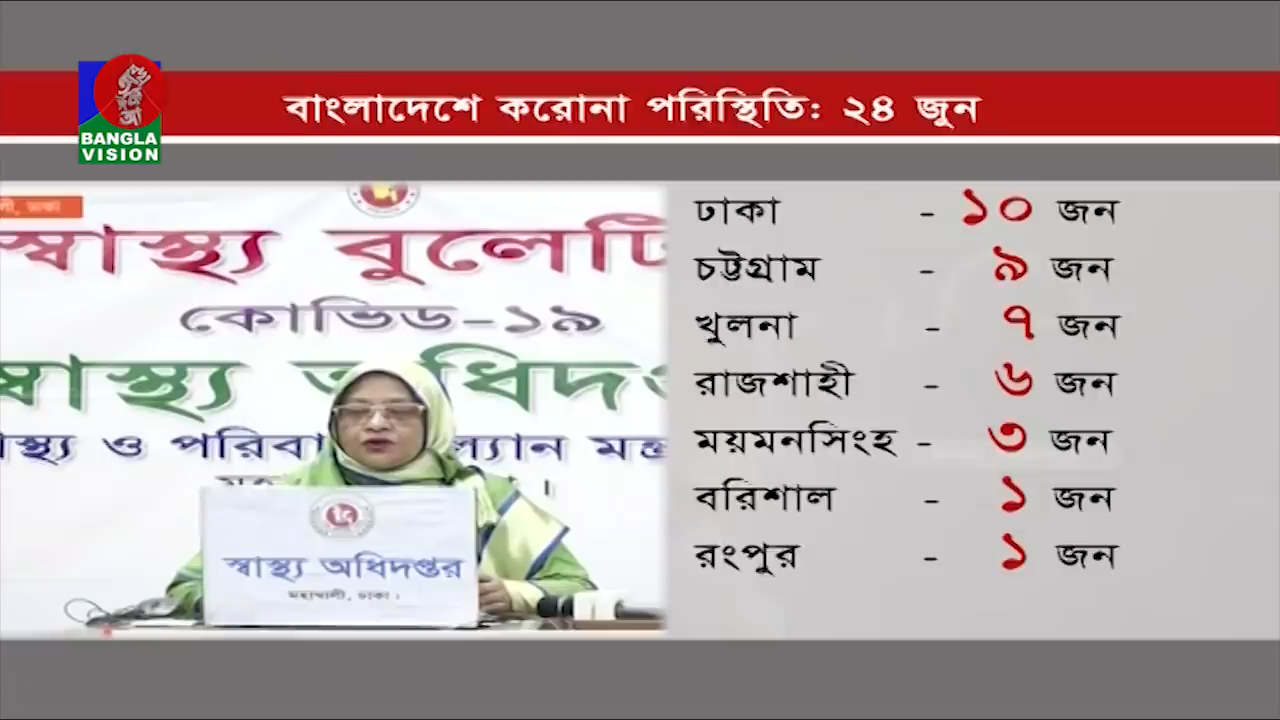 বাংলাদেশে করোনা পরিস্থিতি: ২৪ জুন
BANGLA
VISION
ঢাকা
স্বাস্থ্য বুলেটি
কোভিড-১৯
স্বাস্থ্য অধিদপ্ত
স্থ্য ও পরিবা ল্যান মন্ত্র
স্বাস্থ্য অধিদপ্তর
মহাখালী, ঢাকা।
ঢাকা - ১০ জন
চট্টগ্রাম - ৯ জন
খুলনা - ৭ জন
রাজশাহী - ৬ জন
ময়মনসিংহ - ৩ জন
বরিশাল - ১ জন
রংপুর - ১ জন